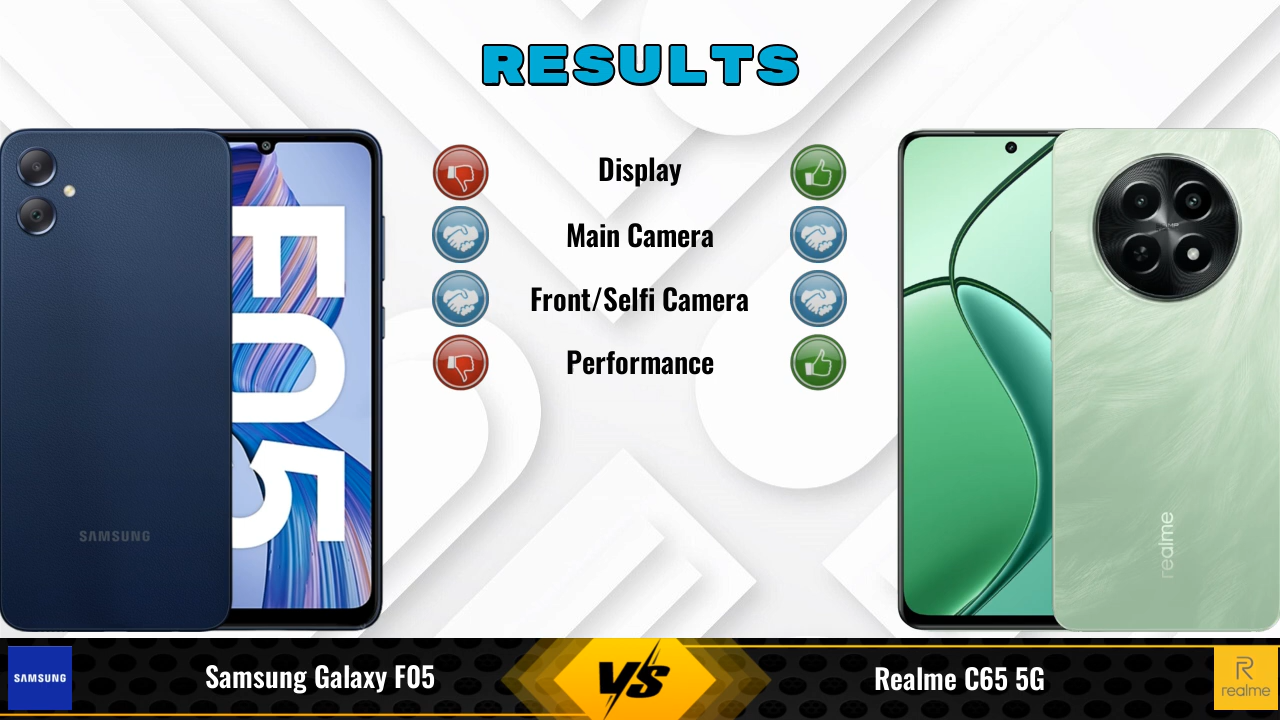 RESULTS
Display
Main Camera
Front/Selfi Camera
Performance
F05
SAMSUNG
realme
SAMSUNG
Samsung Galaxy F05
VS
Realme C65 5G
R
realme